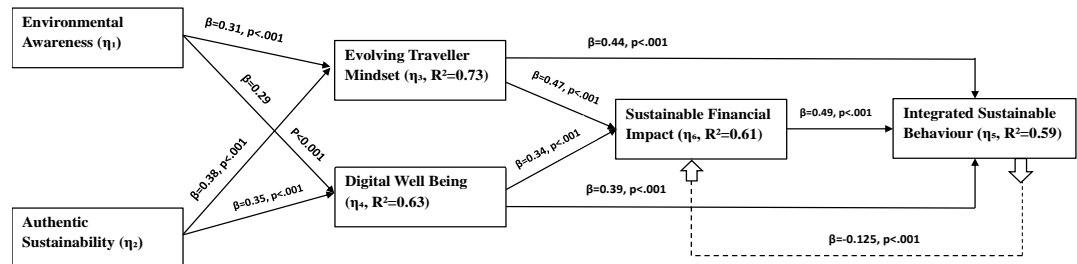 Environmental
Awareness (η₁)
β=0.31, p<.001
β=0.29
P<0.001
β=0.38, p<.001
β=0.35, p<.001
Authentic
Sustainability (η₂)
Evolving Traveller
Mindset (η₃, R²=0.73)
Digital Well Being
(η₄, R²=0.63)
β=0.44, p<.001
β=0.47, p<.001
β=0.34, p<.001
β=0.39, p<.001
Sustainable Financial
Impact (η₆, R²=0.61)
β=0.49, p<.001
Integrated Sustainable
Behaviour (η₅, R²=0.59)
β=-0.125, p<.001